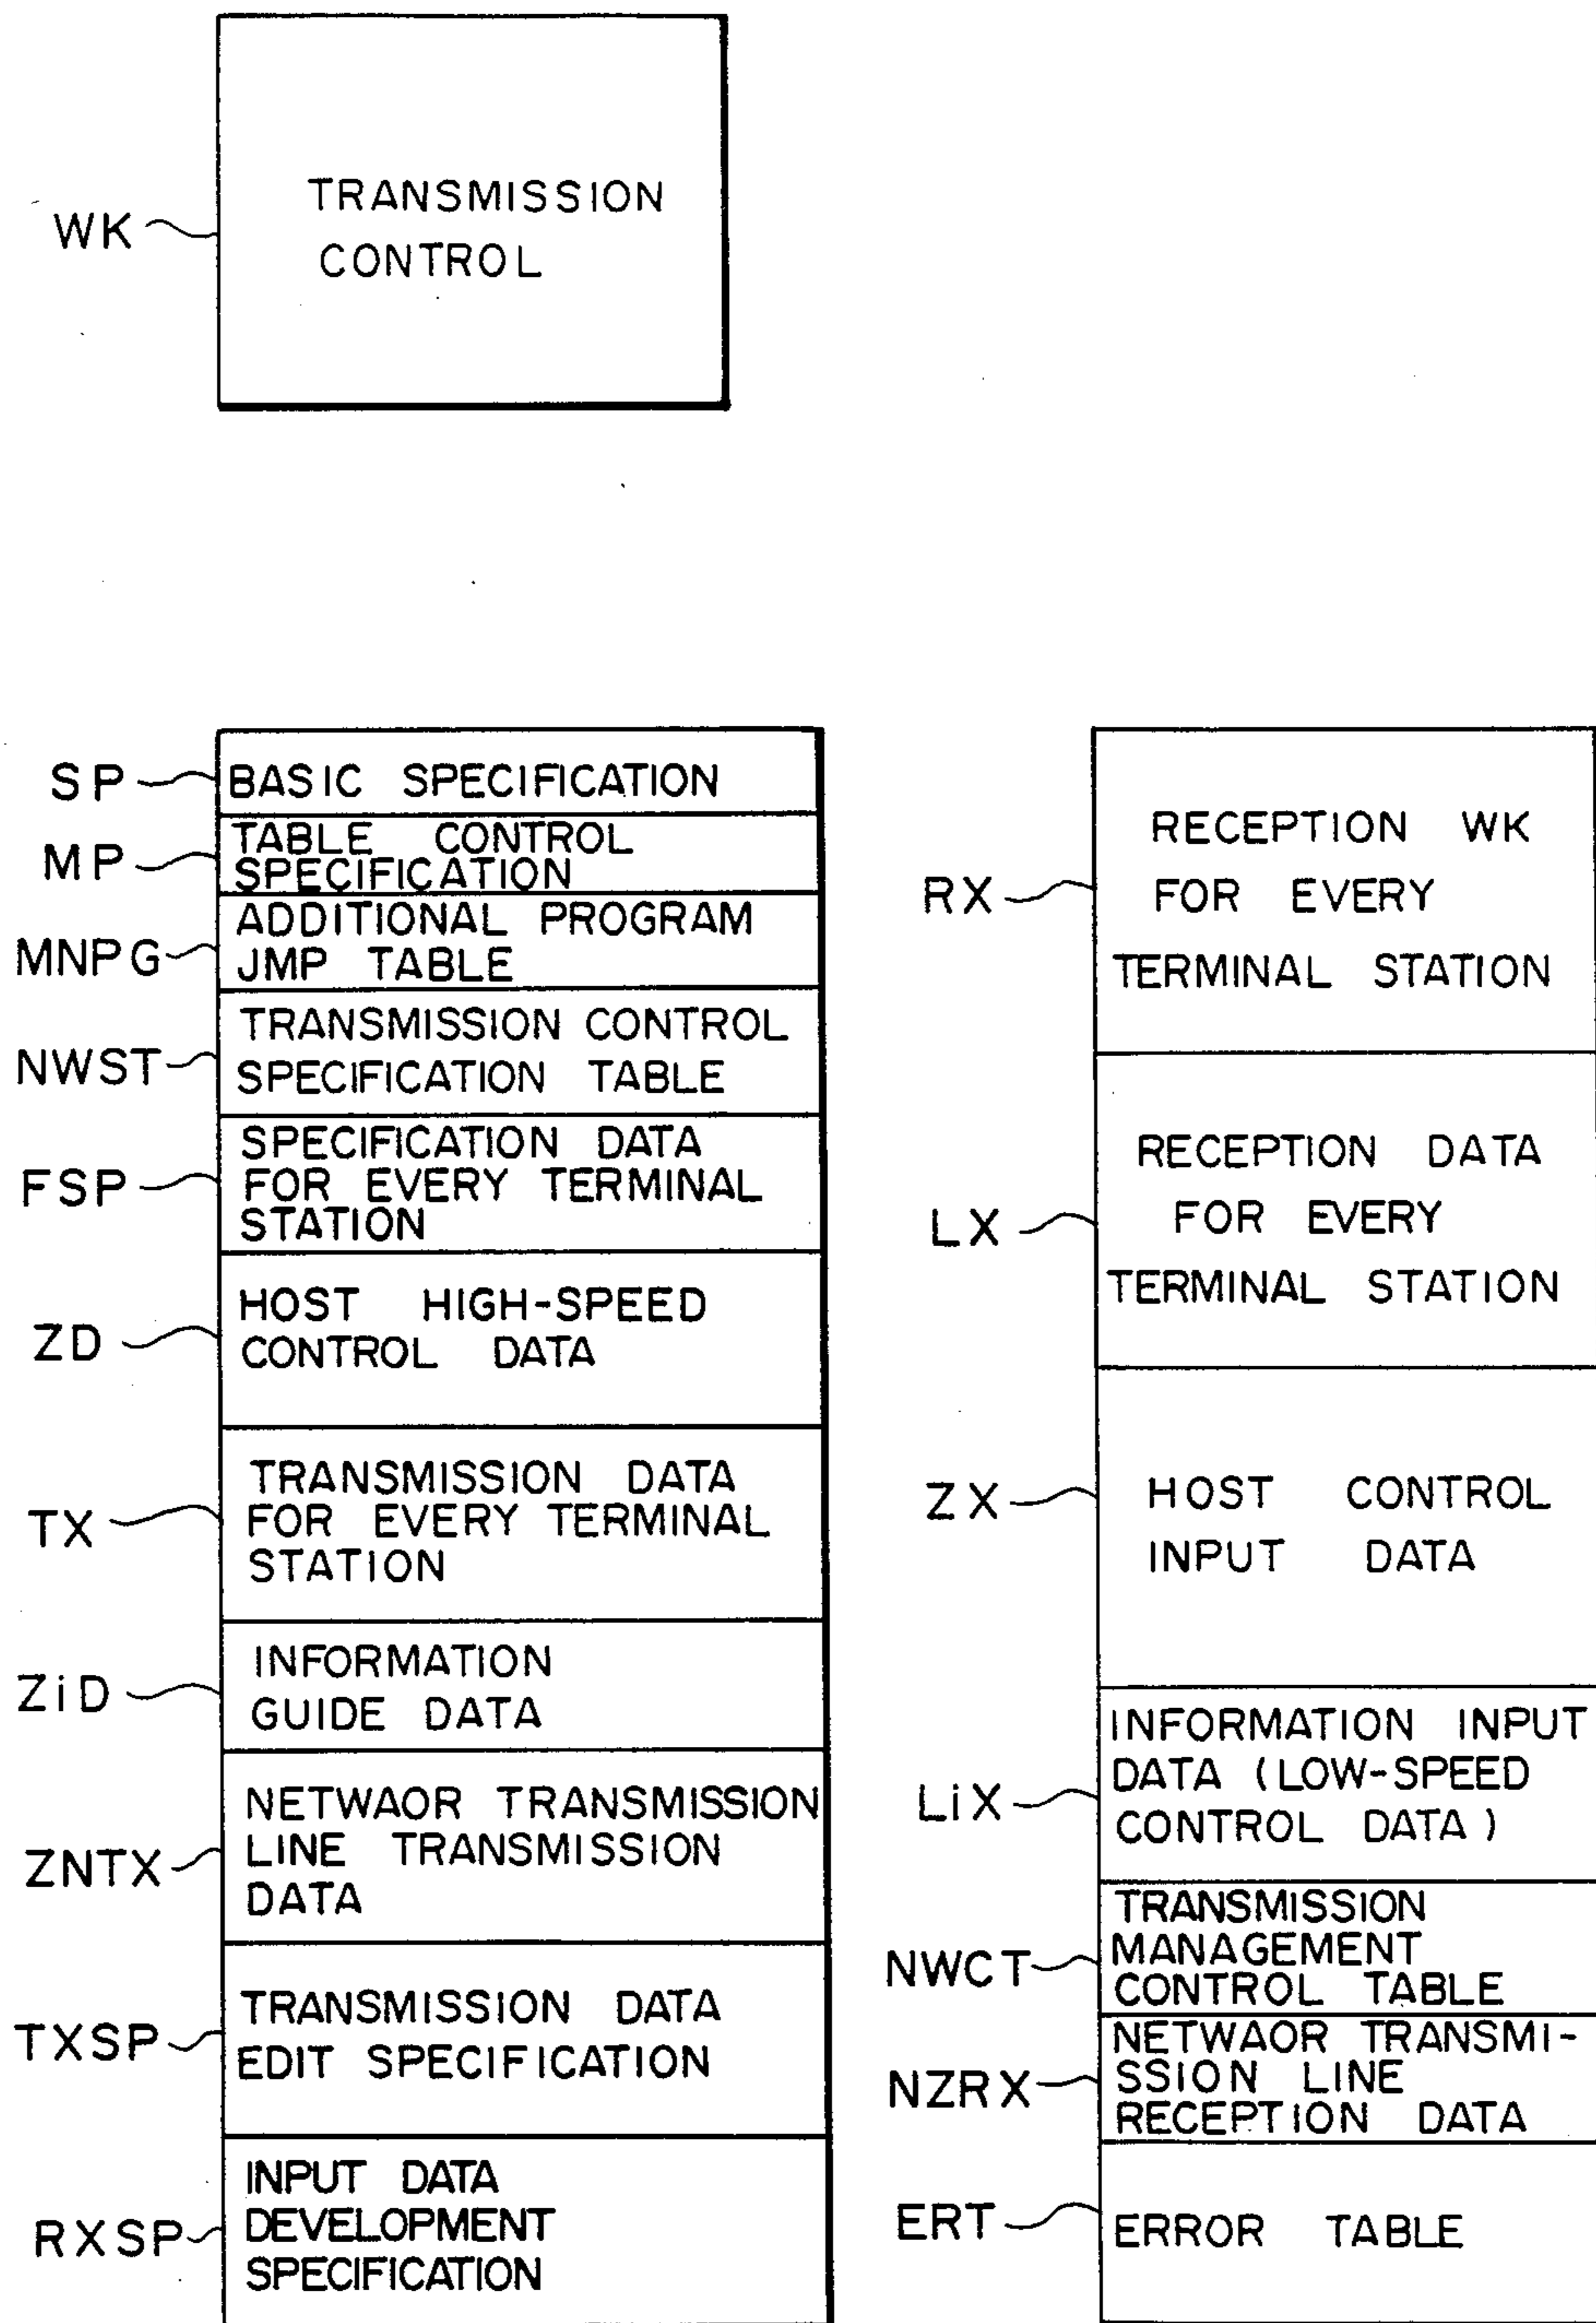 WK
TRANSMISSION
CONTROL
SP
BASIC SPECIFICATION
MP
TABLE CONTROL
SPECIFICATION
MNPG
ADDITIONAL PROGRAM
JMP TABLE
NWST
TRANSMISSION CONTROL
SPECIFICATION TABLE
FSP
SPECIFICATION DATA
FOR EVERY TERMINAL
STATION
ZD
HOST HIGH-SPEED
CONTROL DATA
TX
TRANSMISSION DATA
FOR EVERY TERMINAL
STATION
ZiD
INFORMATION
GUIDE DATA
ZNTX
NETWAOR TRANSMISSION
LINE TRANSMISSION
DATA
TXSP
TRANSMISSION DATA
EDIT SPECIFICATION
RXSP
INPUT DATA
DEVELOPMENT
SPECIFICATION
RX
RECEPTION WK
FOR EVERY
TERMINAL STATION
LX
RECEPTION DATA
FOR EVERY
TERMINAL STATION
ZX
HOST CONTROL
INPUT DATA
LiX
INFORMATION INPUT
DATA (LOW-SPEED
CONTROL DATA)
NWCT
TRANSMISSION
MANAGEMENT
CONTROL TABLE
NZRX
NETWAOR TRANSMI-
SSION LINE
RECEPTION DATA
ERT
ERROR TABLE